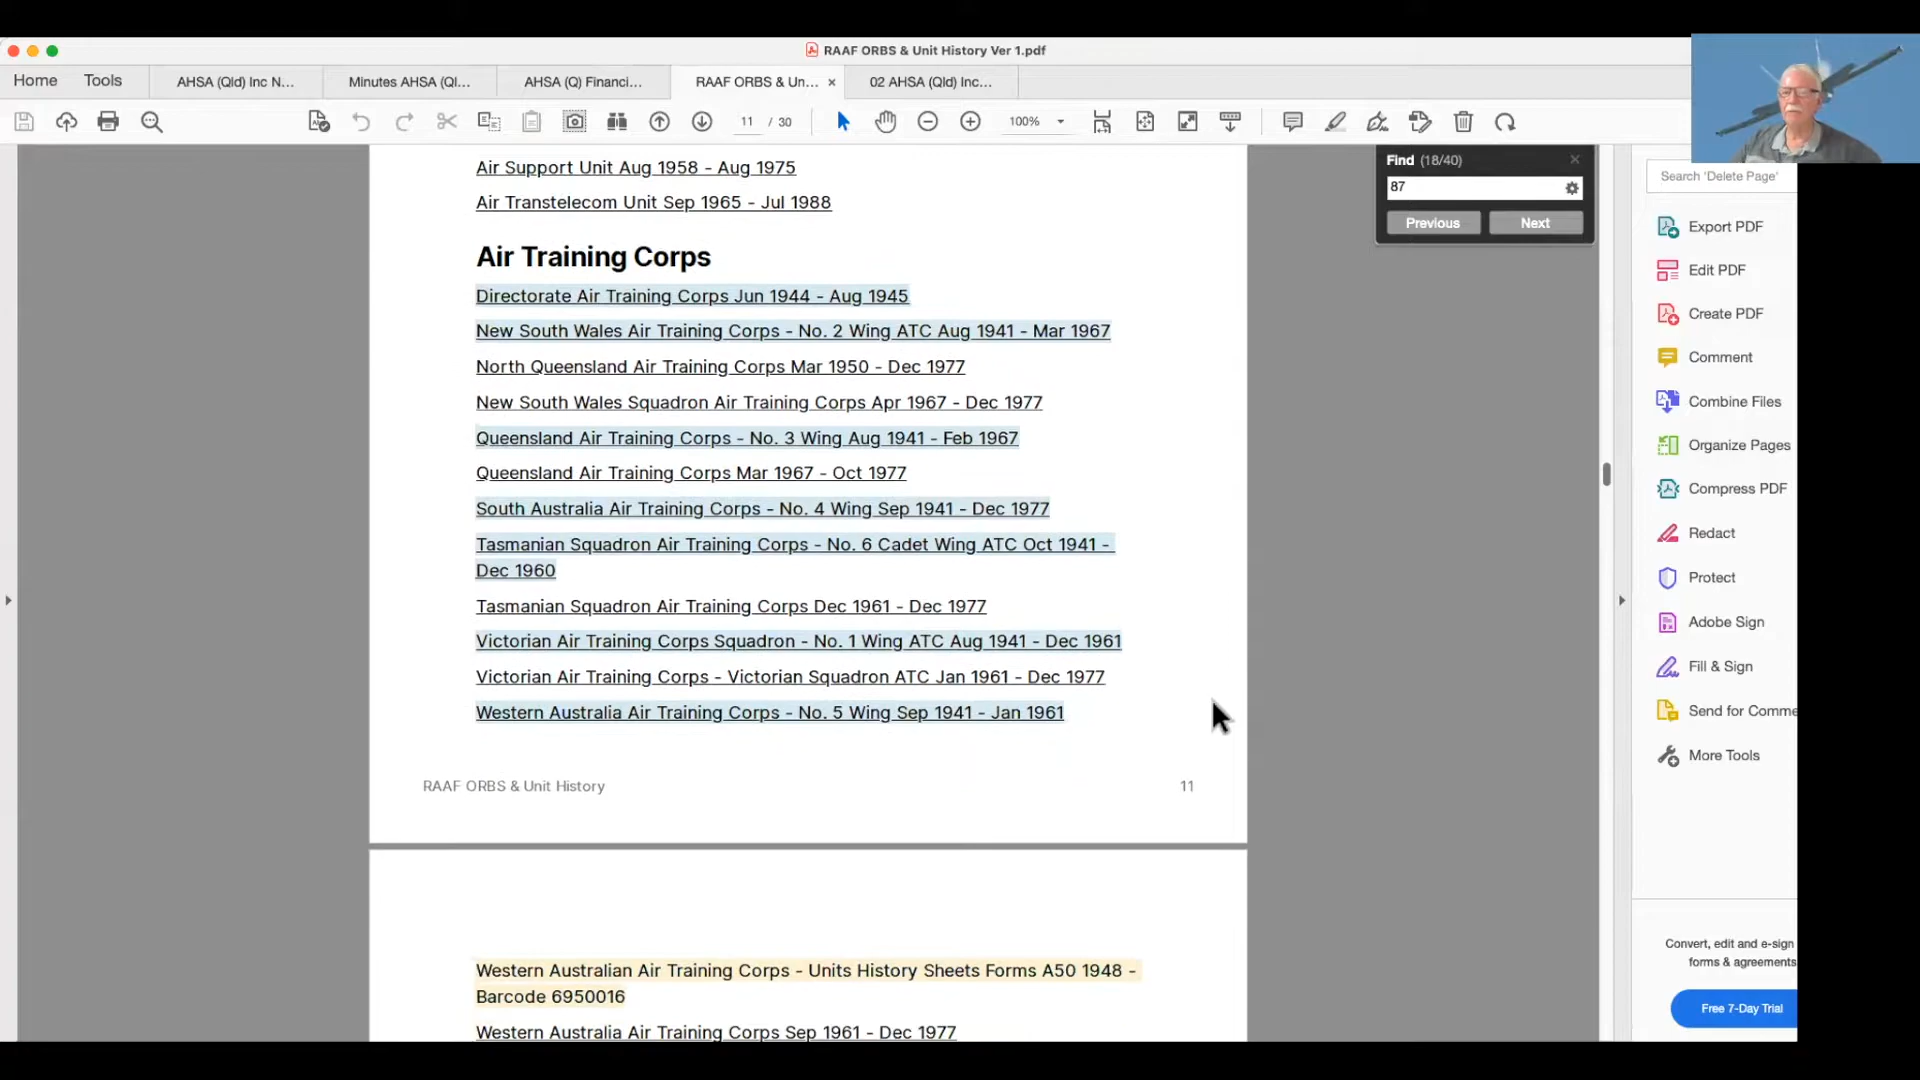 RAAF ORBS & Unit History Ver 1.pdf
Home Tools AHSA (Qld) Inc N... Minutes AHSA (Ql... AHSA (Q) Financi... RAAF ORBS & Un... × 02 AHSA (Qld) Inc...
11 / 30 100%
Find (18/40)
87
Previous Next
Air Support Unit Aug 1958 - Aug 1975
Air Transtelecom Unit Sep 1965 - Jul 1988
Air Training Corps
Directorate Air Training Corps Jun 1944 - Aug 1945
New South Wales Air Training Corps - No. 2 Wing ATC Aug 1941 - Mar 1967
North Queensland Air Training Corps Mar 1950 - Dec 1977
New South Wales Squadron Air Training Corps Apr 1967 - Dec 1977
Queensland Air Training Corps - No. 3 Wing Aug 1941 - Feb 1967
Queensland Air Training Corps Mar 1967 - Oct 1977
South Australia Air Training Corps - No. 4 Wing Sep 1941 - Dec 1977
Tasmanian Squadron Air Training Corps - No. 6 Cadet Wing ATC Oct 1941 -
Dec 1960
Tasmanian Squadron Air Training Corps Dec 1961 - Dec 1977
Victorian Air Training Corps Squadron - No. 1 Wing ATC Aug 1941 - Dec 1961
Victorian Air Training Corps - Victorian Squadron ATC Jan 1961 - Dec 1977
Western Australia Air Training Corps - No. 5 Wing Sep 1941 - Jan 1961
RAAF ORBS & Unit History 11
Western Australian Air Training Corps - Units History Sheets Forms A50 1948 -
Barcode 6950016
Western Australia Air Training Corps Sep 1961 - Dec 1977
Search 'Delete Page'
Export PDF
Edit PDF
Create PDF
Comment
Combine Files
Organize Pages
Compress PDF
Redact
Protect
Adobe Sign
Fill & Sign
Send for Comme
More Tools
Convert, edit and e-sign
forms & agreements
Free 7-Day Trial